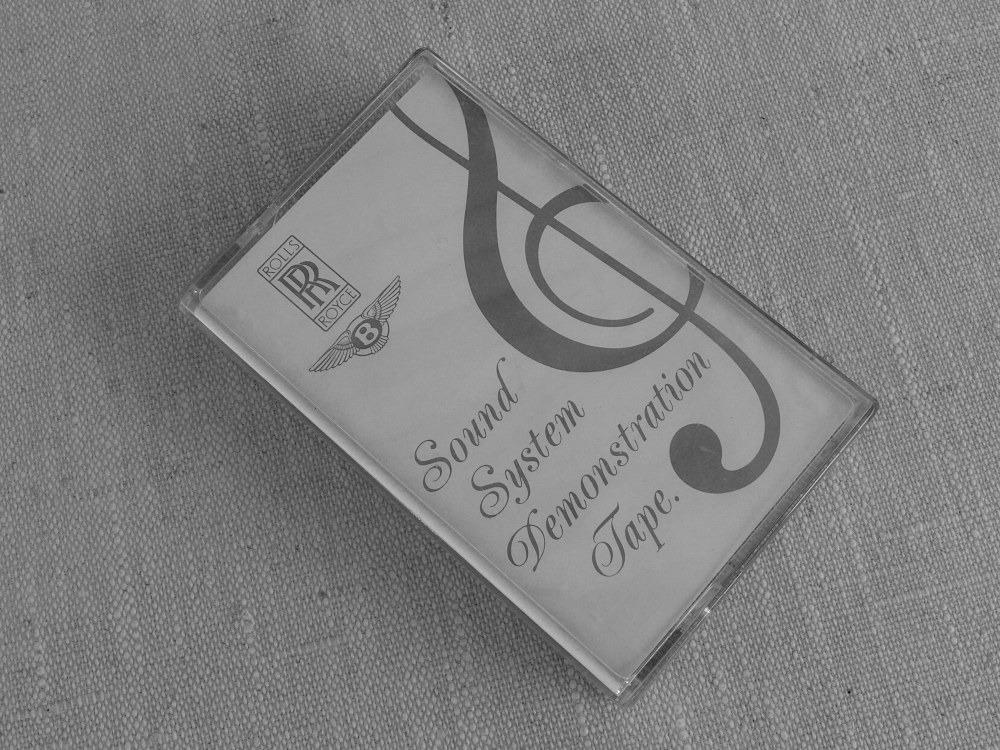 ROLLS
RR
ROYCE
B
Sound
System
Demonstration
Tape.